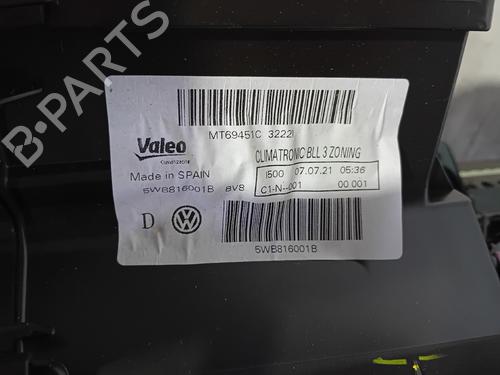 MT69451C 3222I
Valeo
CLIMATRONIC BLL 3 ZONING
Made in SPAIN
I500 07.07.21 05:36
5WB816001B 8V8
C1-N--001 00 001
D
5WB816001B
B-PARTS